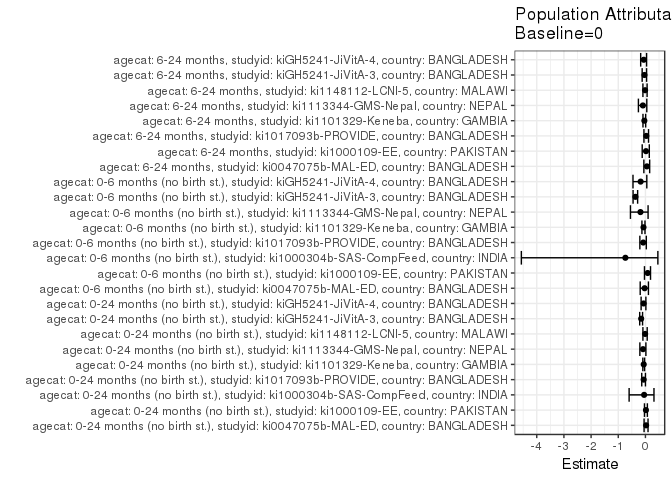 Population Attributa
Baseline=0
agecat: 6-24 months, studyid: kiGH5241-JiVitA-4, country: BANGLADESH
agecat: 6-24 months, studyid: kiGH5241-JiVitA-3, country: BANGLADESH
agecat: 6-24 months, studyid: ki1148112-LCNI-5, country: MALAWI
agecat: 6-24 months, studyid: ki1113344-GMS-Nepal, country: NEPAL
agecat: 6-24 months, studyid: ki1101329-Keneba, country: GAMBIA
agecat: 6-24 months, studyid: ki1017093b-PROVIDE, country: BANGLADESH
agecat: 6-24 months, studyid: ki1000109-EE, country: PAKISTAN
agecat: 6-24 months, studyid: ki0047075b-MAL-ED, country: BANGLADESH
agecat: 0-6 months (no birth st.), studyid: kiGH5241-JiVitA-4, country: BANGLADESH
agecat: 0-6 months (no birth st.), studyid: kiGH5241-JiVitA-3, country: BANGLADESH
agecat: 0-6 months (no birth st.), studyid: ki1113344-GMS-Nepal, country: NEPAL
agecat: 0-6 months (no birth st.), studyid: ki1101329-Keneba, country: GAMBIA
agecat: 0-6 months (no birth st.), studyid: ki1017093b-PROVIDE, country: BANGLADESH
agecat: 0-6 months (no birth st.), studyid: ki1000304b-SAS-CompFeed, country: INDIA
agecat: 0-6 months (no birth st.), studyid: ki1000109-EE, country: PAKISTAN
agecat: 0-6 months (no birth st.), studyid: ki0047075b-MAL-ED, country: BANGLADESH
agecat: 0-24 months (no birth st.), studyid: kiGH5241-JiVitA-4, country: BANGLADESH
agecat: 0-24 months (no birth st.), studyid: kiGH5241-JiVitA-3, country: BANGLADESH
agecat: 0-24 months (no birth st.), studyid: ki1148112-LCNI-5, country: MALAWI
agecat: 0-24 months (no birth st.), studyid: ki1113344-GMS-Nepal, country: NEPAL
agecat: 0-24 months (no birth st.), studyid: ki1101329-Keneba, country: GAMBIA
agecat: 0-24 months (no birth st.), studyid: ki1017093b-PROVIDE, country: BANGLADESH
agecat: 0-24 months (no birth st.), studyid: ki1000304b-SAS-CompFeed, country: INDIA
agecat: 0-24 months (no birth st.), studyid: ki1000109-EE, country: PAKISTAN
agecat: 0-24 months (no birth st.), studyid: ki0047075b-MAL-ED, country: BANGLADESH
-4 -3 -2 -1 0
Estimate